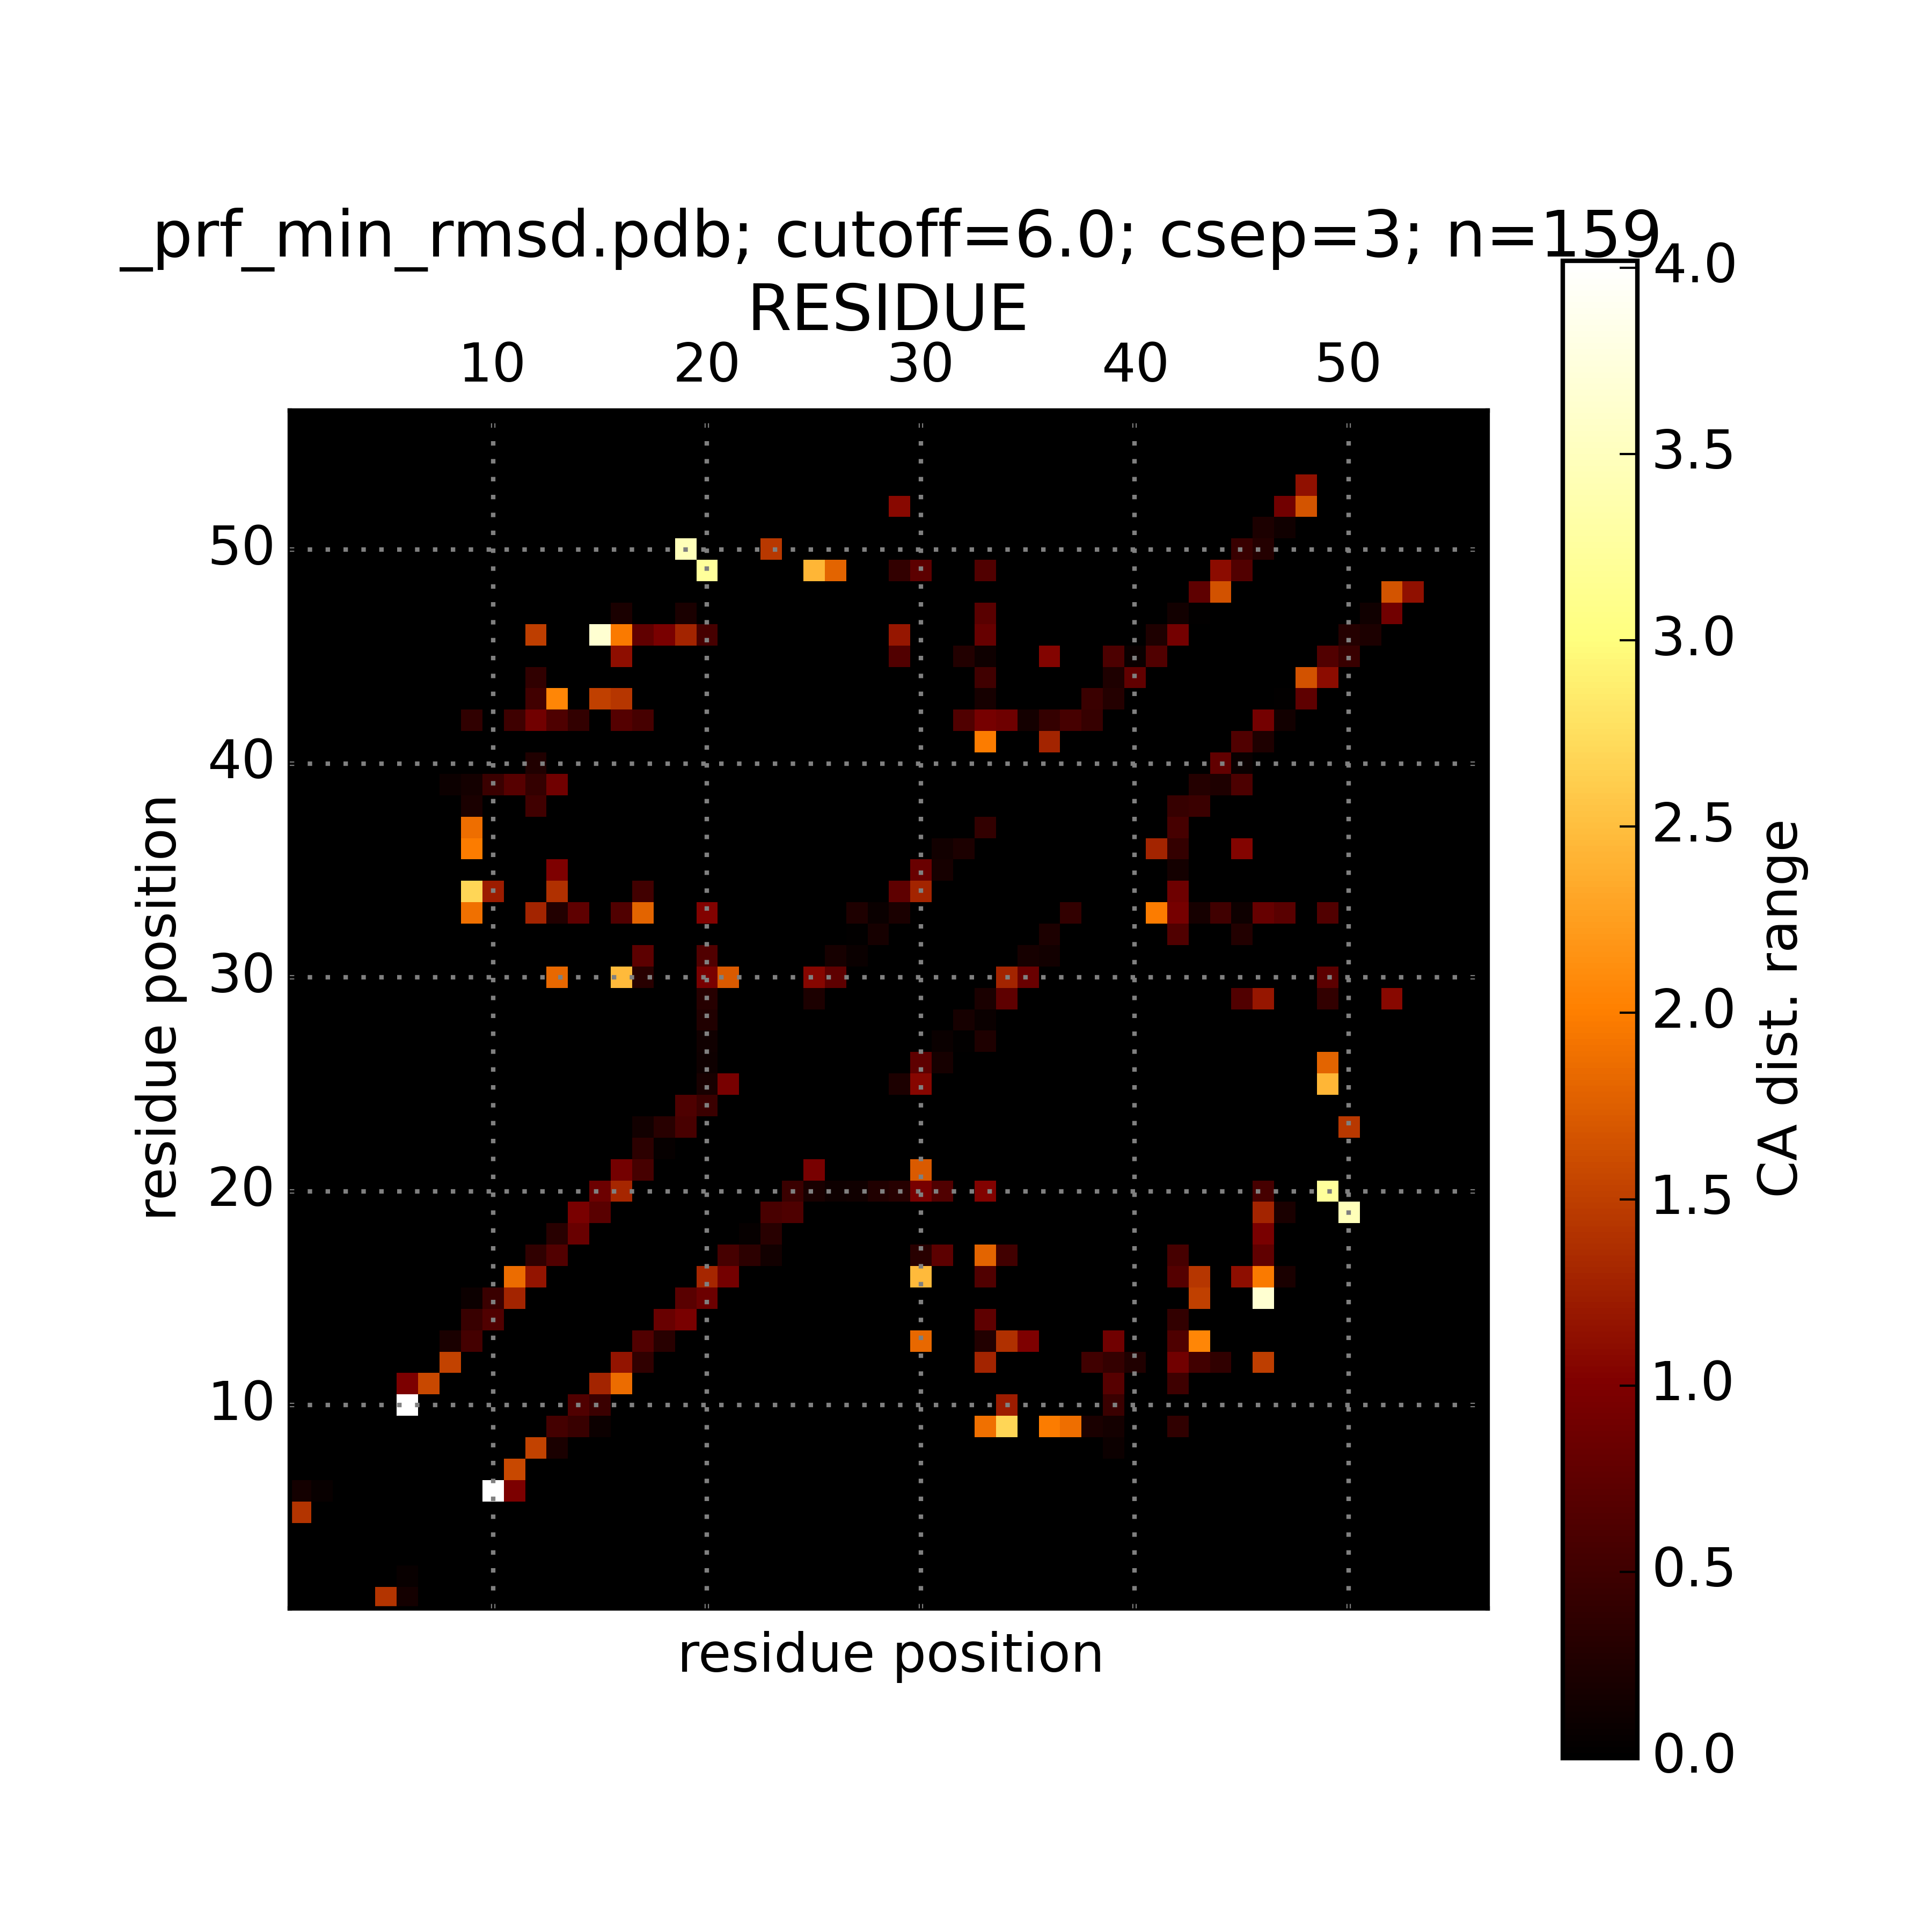 _prf_min_rmsd.pdb; cutoff=6.0; csep=3; n=159
RESIDUE
10 20 30 40 50
50
40
30
20
10
residue position
residue position
4.0
3.5
3.0
2.5
2.0
1.5
1.0
0.5
0.0
CA dist. range